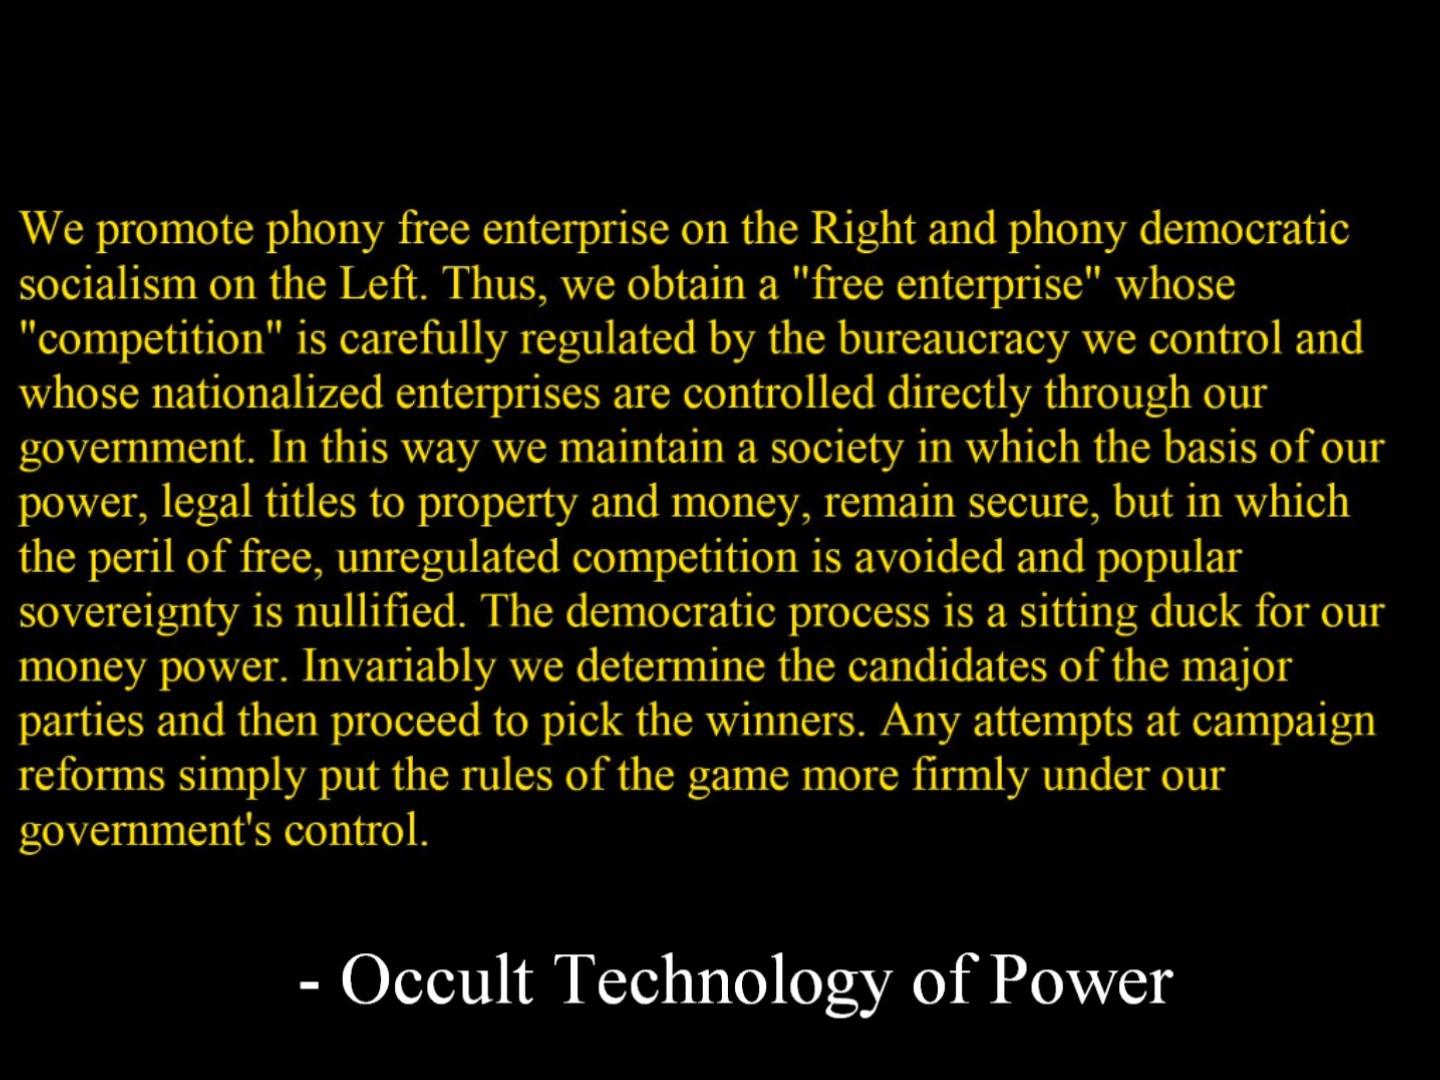 We promote phony free enterprise on the Right and phony democratic
socialism on the Left. Thus, we obtain a "free enterprise" whose
"competition" is carefully regulated by the bureaucracy we control and
whose nationalized enterprises are controlled directly through our
government. In this way we maintain a society in which the basis of our
power, legal titles to property and money, remain secure, but in which
the peril of free, unregulated competition is avoided and popular
sovereignty is nullified. The democratic process is a sitting duck for our
money power. Invariably we determine the candidates of the major
parties and then proceed to pick the winners. Any attempts at campaign
reforms simply put the rules of the game more firmly under our
government's control.
- Occult Technology of Power